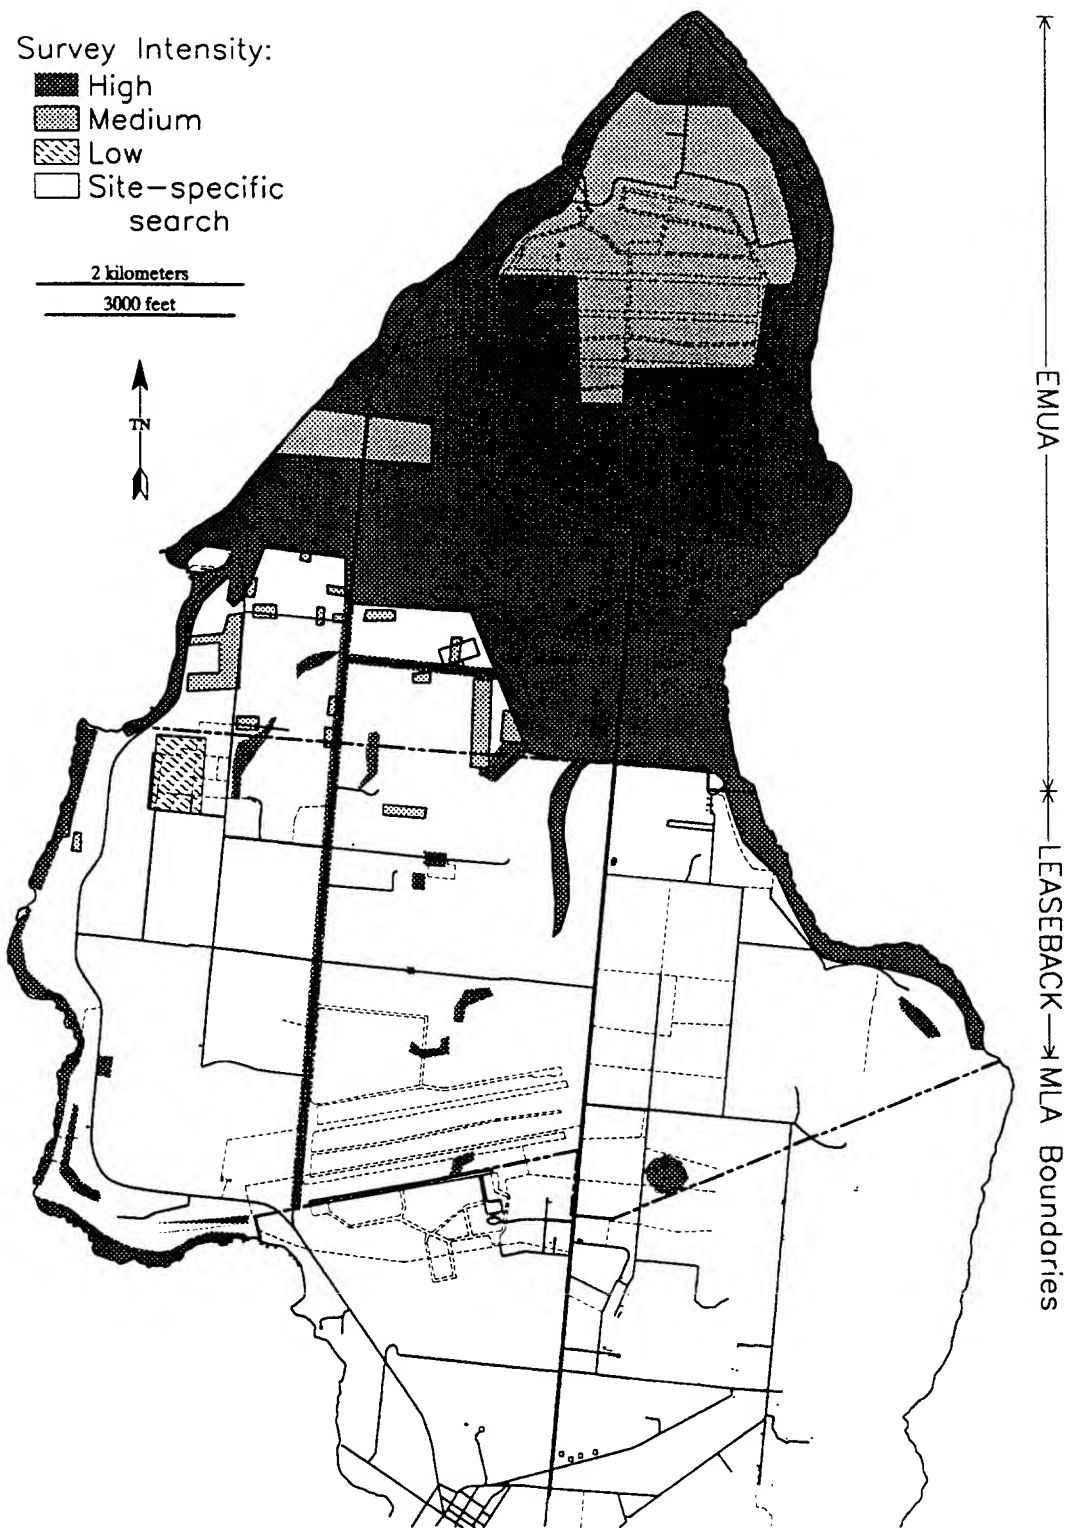 Survey Intensity:
High
Medium
Low
Site-specific
search
2 kilometers
3000 feet
TN
EMUA
LEASEBACK
MLA Boundaries